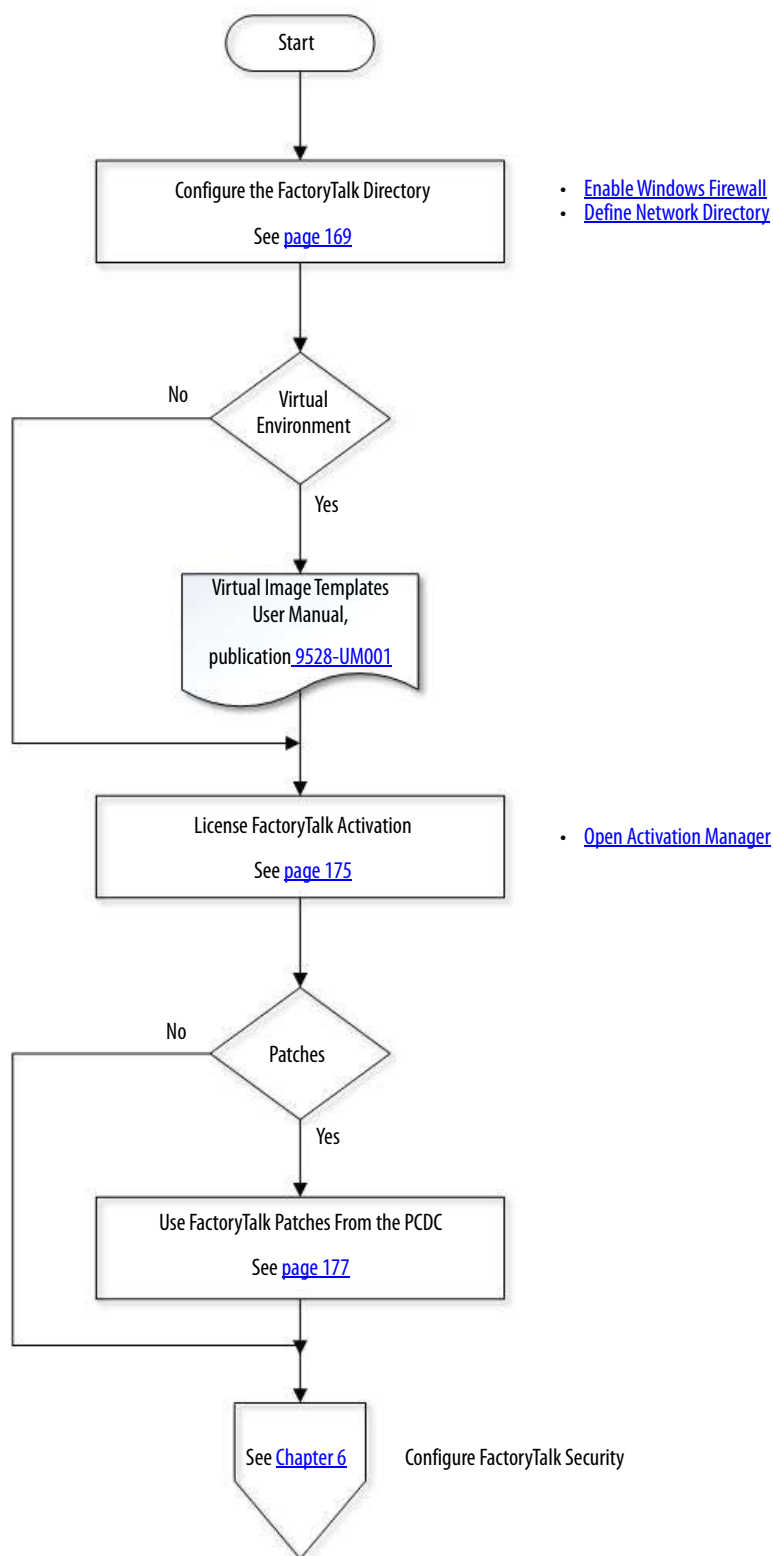 Start
Configure the FactoryTalk Directory
See page 169
• Enable Windows Firewall
• Define Network Directory
No
Virtual
Environment
Yes
Virtual Image Templates
User Manual,
publication 9528-UM001
License FactoryTalk Activation
See page 175
• Open Activation Manager
No
Patches
Yes
Use FactoryTalk Patches From the PCDC
See page 177
See Chapter 6
Configure FactoryTalk Security